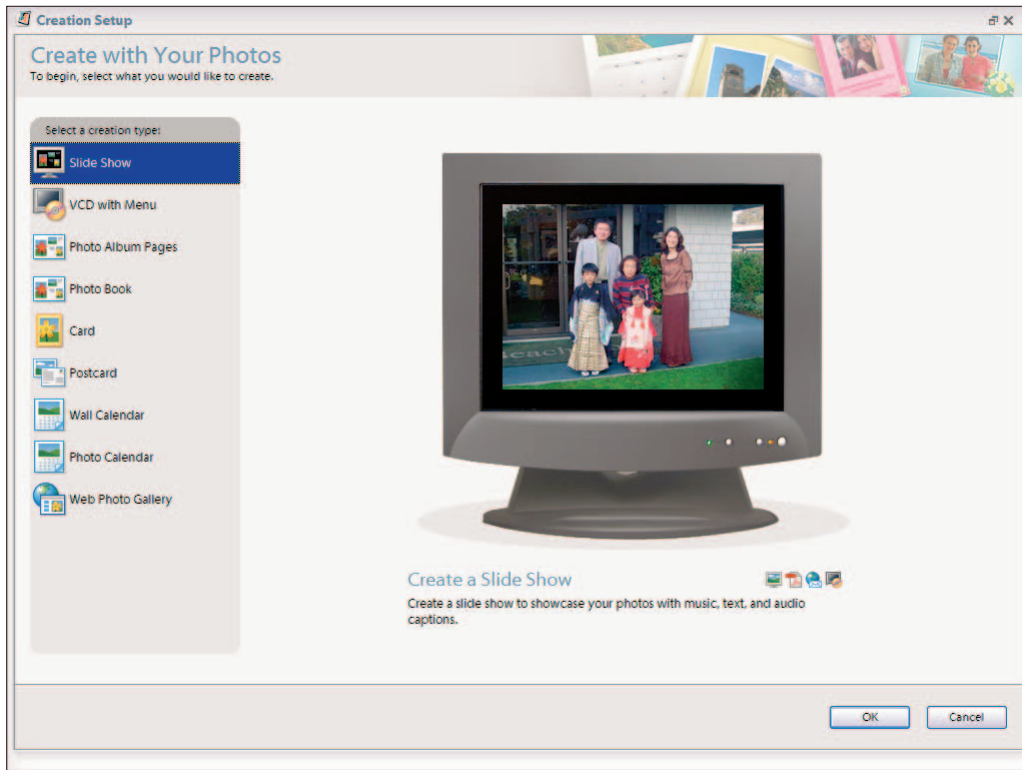 Creation Setup
Create with Your Photos
To begin, select what you would like to create.
Select a creation type:
Slide Show
VCD with Menu
Photo Album Pages
Photo Book
Card
Postcard
Wall Calendar
Photo Calendar
Web Photo Gallery
Beach
Create a Slide Show
Create a slide show to showcase your photos with music, text, and audio
captions.
OK
Cancel